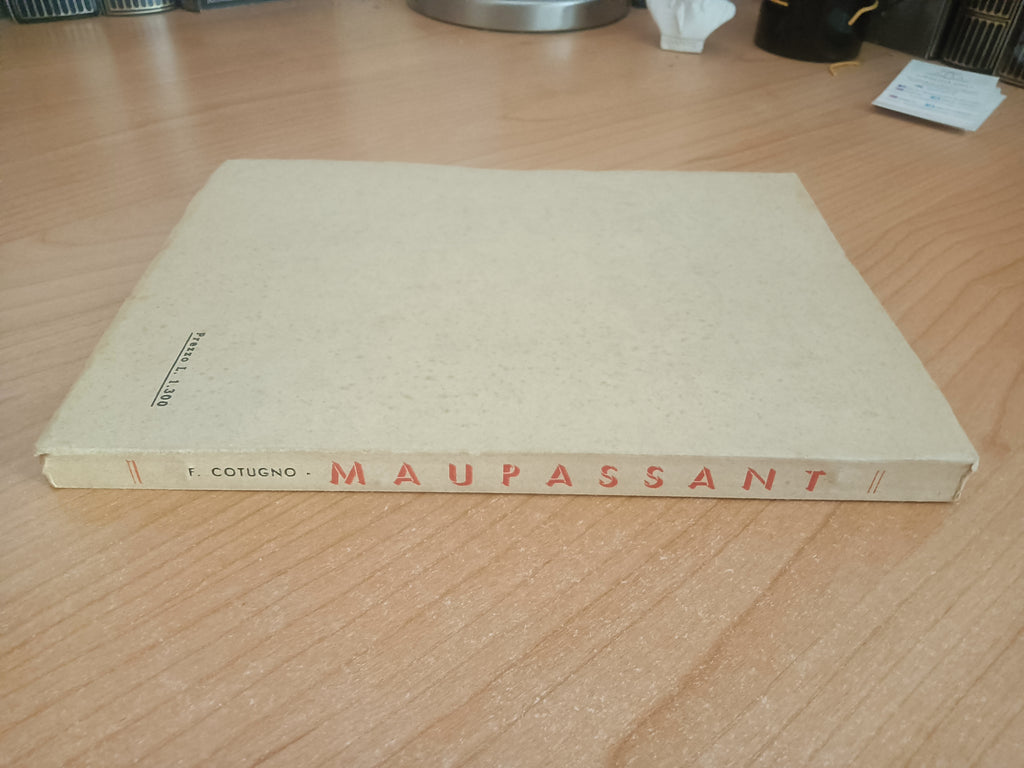 Prezzo L. 1.300
F. COTUGNO - MAUPASSANT